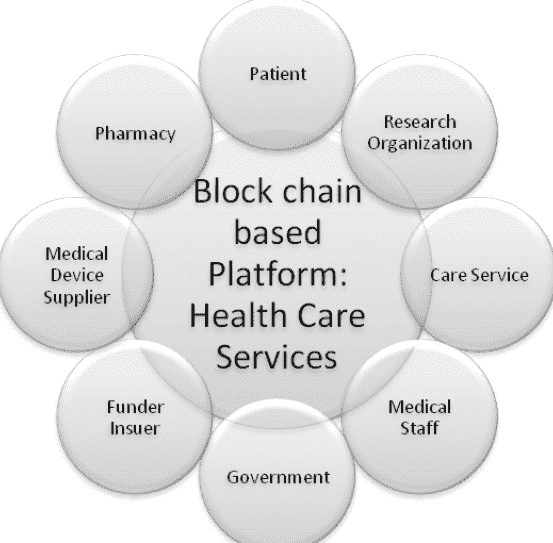 Patient
Research
Organization
Care Service
Medical
Staff
Government
Funder
Insuer
Medical
Device
Supplier
Pharmacy
Block chain
based
Platform:
Health Care
Services